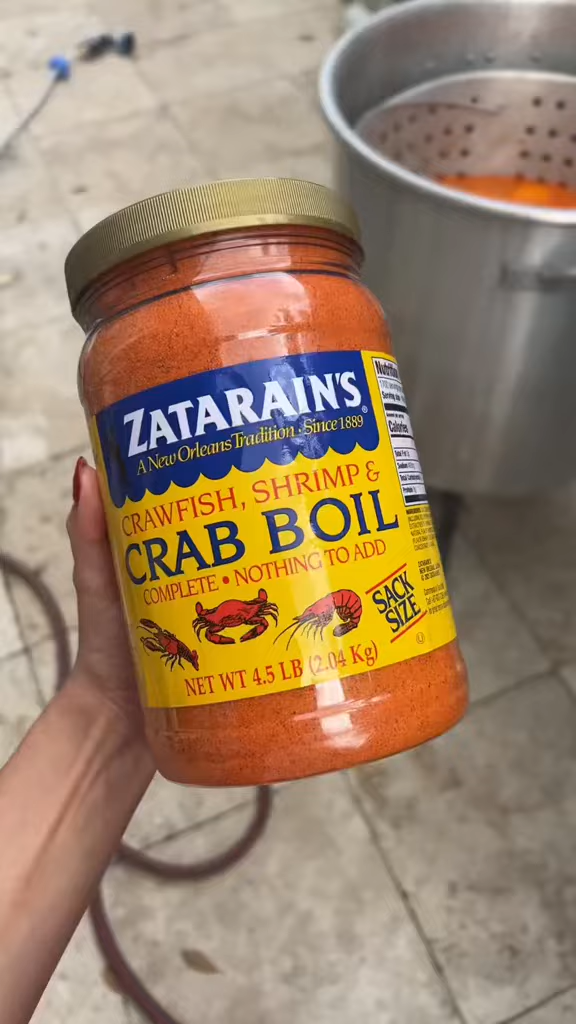 ZATARAIN'S®
A New Orleans Tradition • Since 1889
CRAWFISH, SHRIMP &
CRAB BOIL
COMPLETE • NOTHING TO ADD
SACK
SIZE
NET WT 4.5 LB (2.04 Kg)
Calories